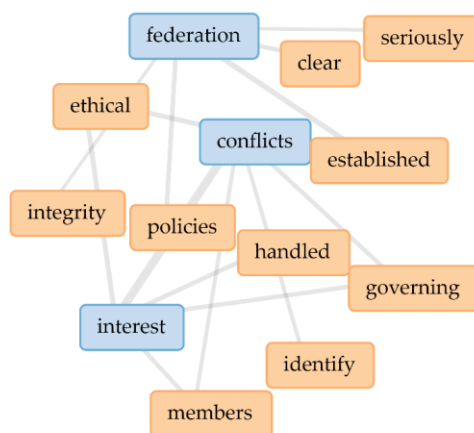 federation
seriously
clear
ethical
conflicts
established
integrity
policies
handled
governing
interest
identify
members